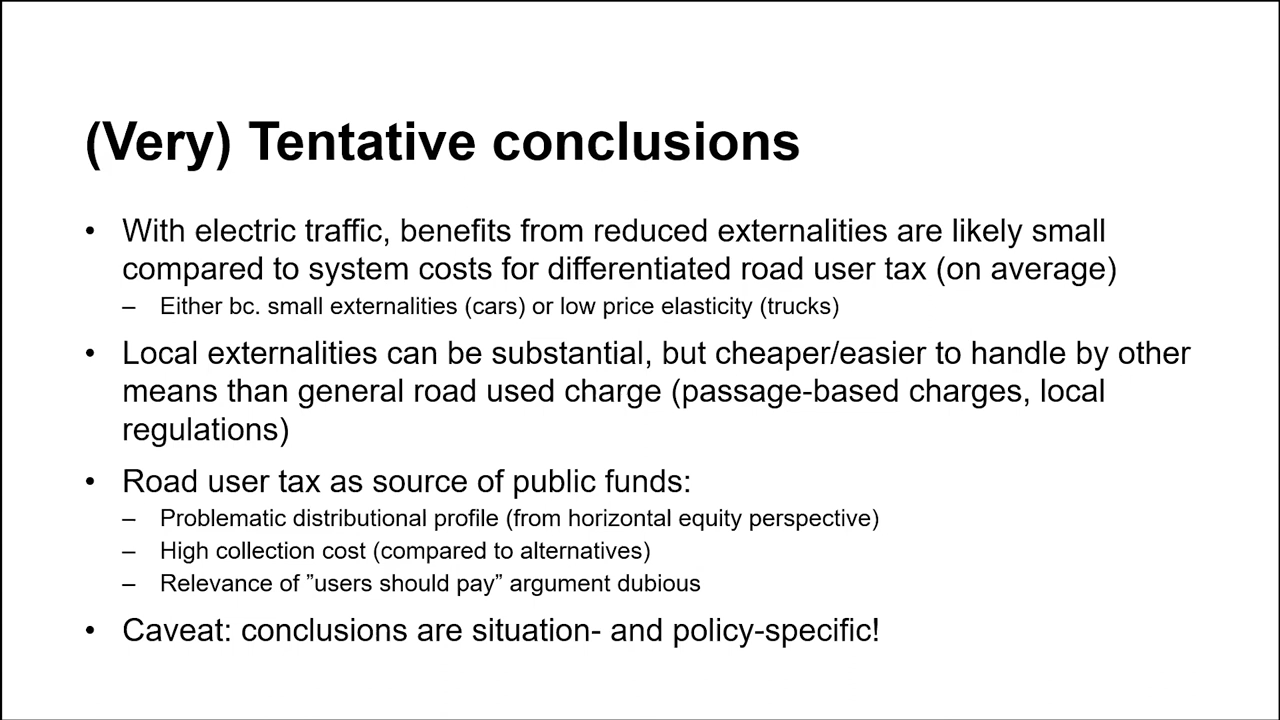 (Very) Tentative conclusions
• With electric traffic, benefits from reduced externalities are likely small
compared to system costs for differentiated road user tax (on average)
– Either bc. small externalities (cars) or low price elasticity (trucks)
• Local externalities can be substantial, but cheaper/easier to handle by other
means than general road used charge (passage-based charges, local
regulations)
• Road user tax as source of public funds:
– Problematic distributional profile (from horizontal equity perspective)
– High collection cost (compared to alternatives)
– Relevance of ”users should pay” argument dubious
• Caveat: conclusions are situation- and policy-specific!